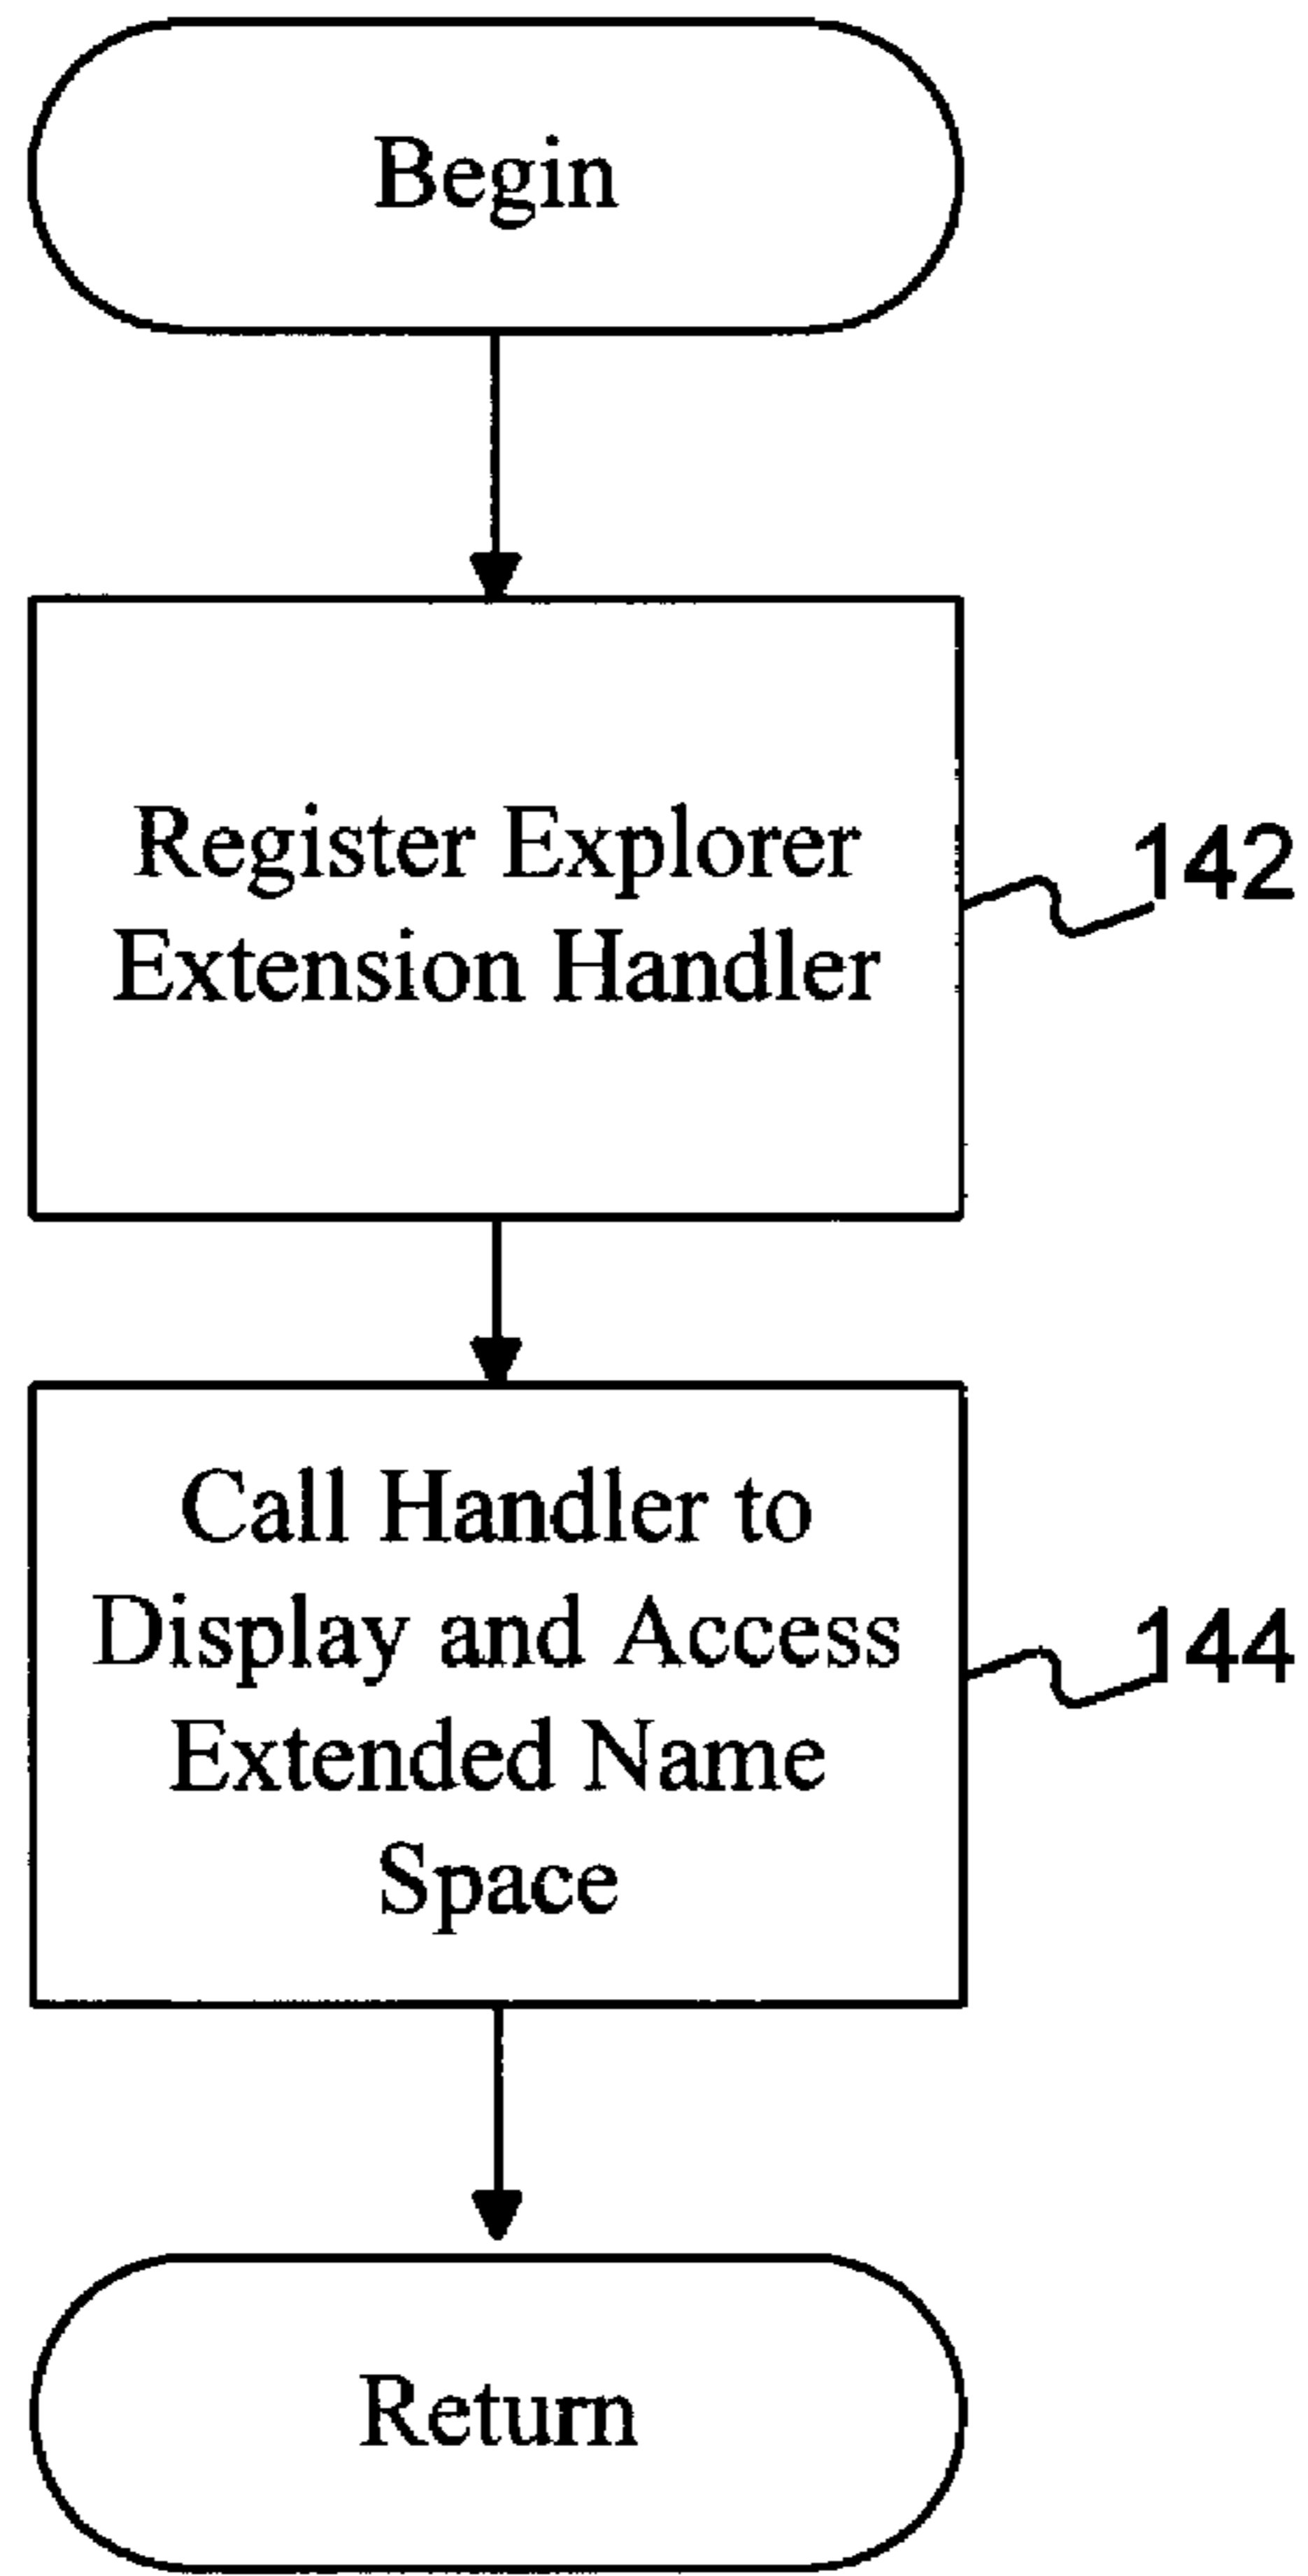 Begin
Register Explorer
Extension Handler
142
Call Handler to
Display and Access
Extended Name
Space
144
Return